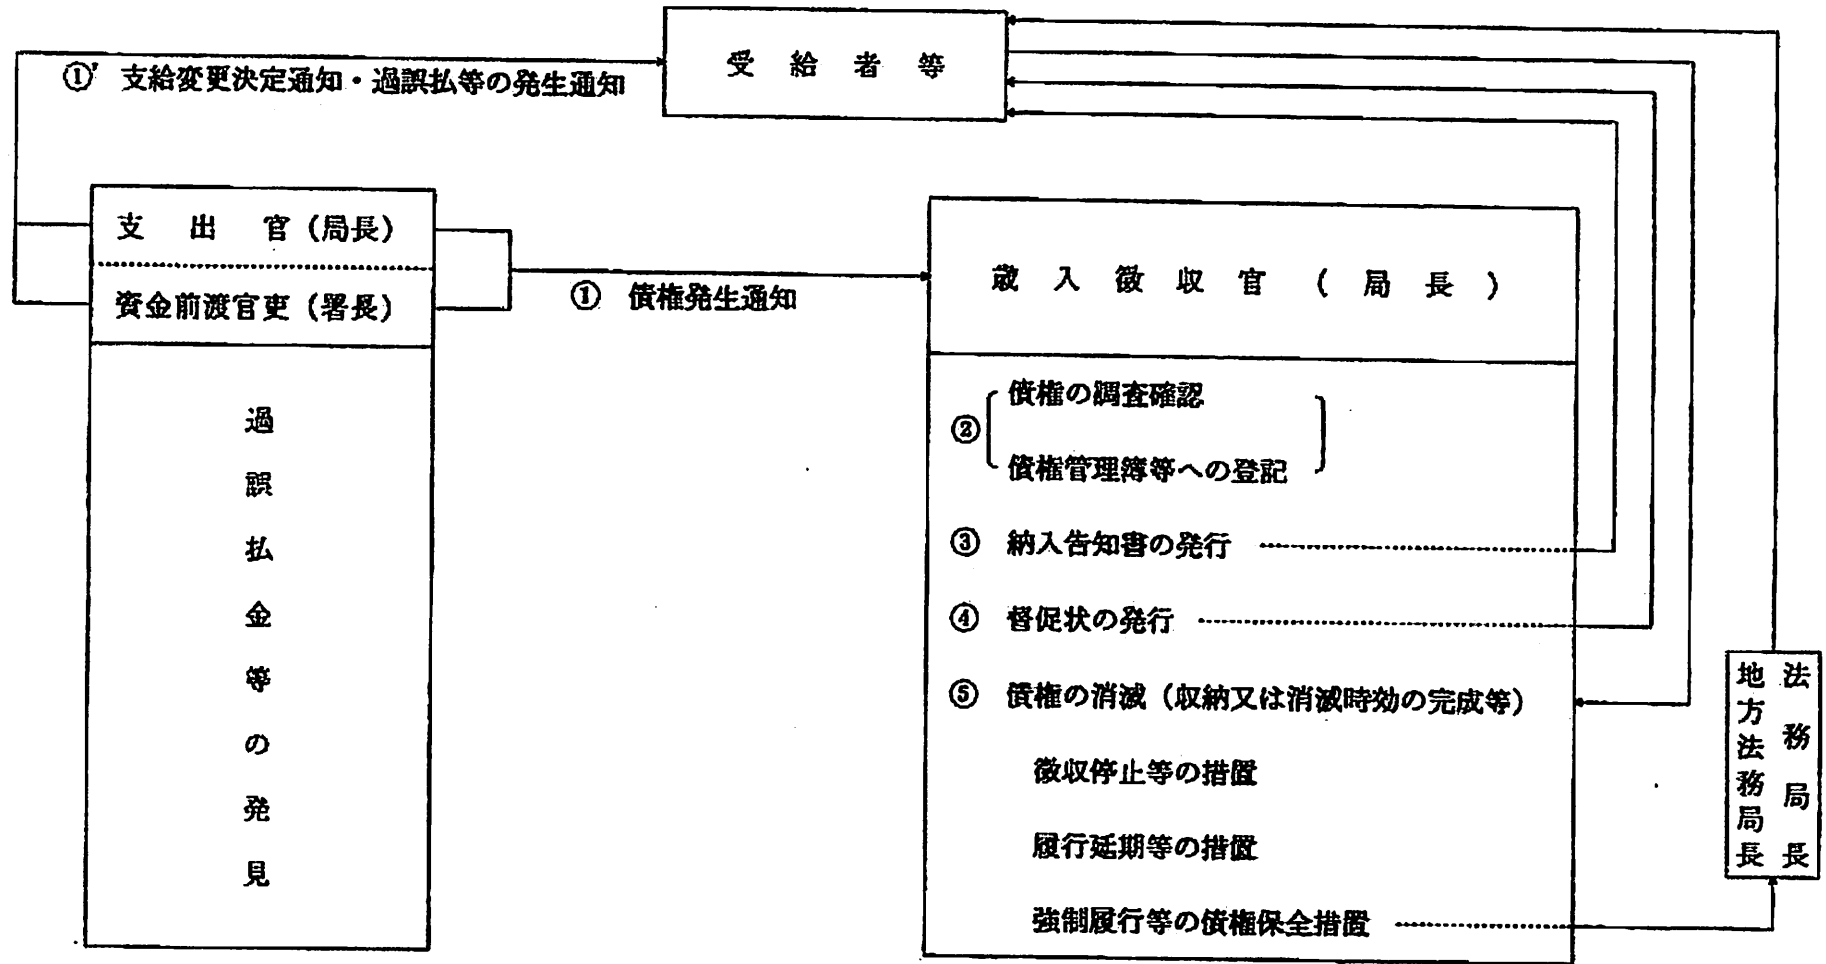 受給者等
①' 支給変更決定通知・過誤払等の発生通知
支出官(局長)
資金前渡官吏(署長)
過誤払金等の発見
① 債権発生通知
歳入徴収官(局長)
② 債権の調査確認
債権管理簿等への登記
③ 納入告知書の発行
④ 督促状の発行
⑤ 債権の消滅(収納又は消滅時効の完成等)
徴収停止等の措置
履行延期等の措置
強制履行等の債権保全措置
法務局長
地方法務局長